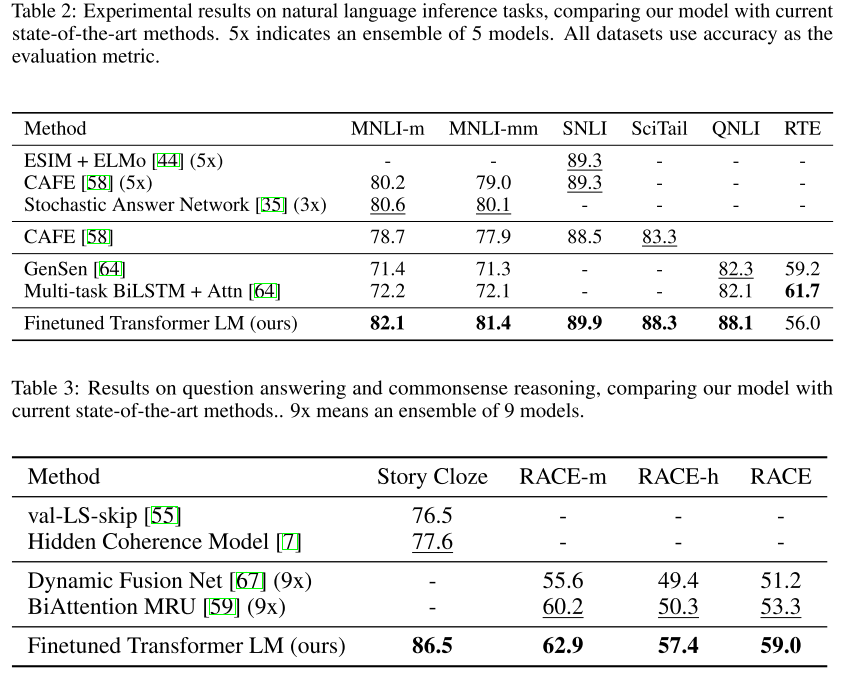 Table 2: Experimental results on natural language inference tasks, comparing our model with current
state-of-the-art methods. 5x indicates an ensemble of 5 models. All datasets use accuracy as the
evaluation metric.
Method MNLI-m MNLI-mm SNLI SciTail QNLI RTE
ESIM + ELMo [44] (5x) - - 89.3 - - -
CAFE [58] (5x) 80.2 79.0 89.3 - - -
Stochastic Answer Network [35] (3x) 80.6 80.1 - - - -
CAFE [58] 78.7 77.9 88.5 83.3
GenSen [64] 71.4 71.3 - - 82.3 59.2
Multi-task BiLSTM + Attn [64] 72.2 72.1 - - 82.1 61.7
Finetuned Transformer LM (ours) 82.1 81.4 89.9 88.3 88.1 56.0
Table 3: Results on question answering and commonsense reasoning, comparing our model with
current state-of-the-art methods.. 9x means an ensemble of 9 models.
Method Story Cloze RACE-m RACE-h RACE
val-LS-skip [55] 76.5 - - -
Hidden Coherence Model [7] 77.6 - - -
Dynamic Fusion Net [67] (9x) - 55.6 49.4 51.2
BiAttention MRU [59] (9x) - 60.2 50.3 53.3
Finetuned Transformer LM (ours) 86.5 62.9 57.4 59.0